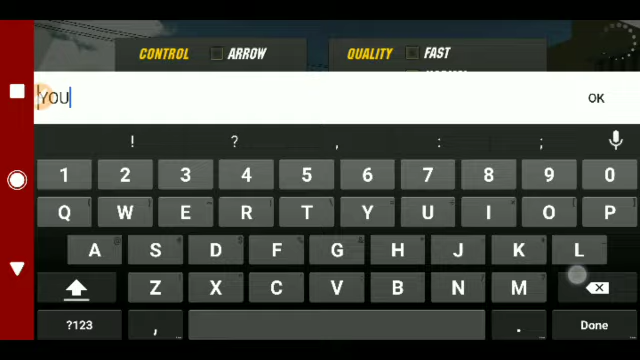 CONTROL ARROW QUALITY FAST
YOU OK
! ? , : ;
1 2 3 4 5 6 7 8 9 0
Q W E R T Y U I O P
A S D F G H J K L
Z X C V B N M
?123 , . Done